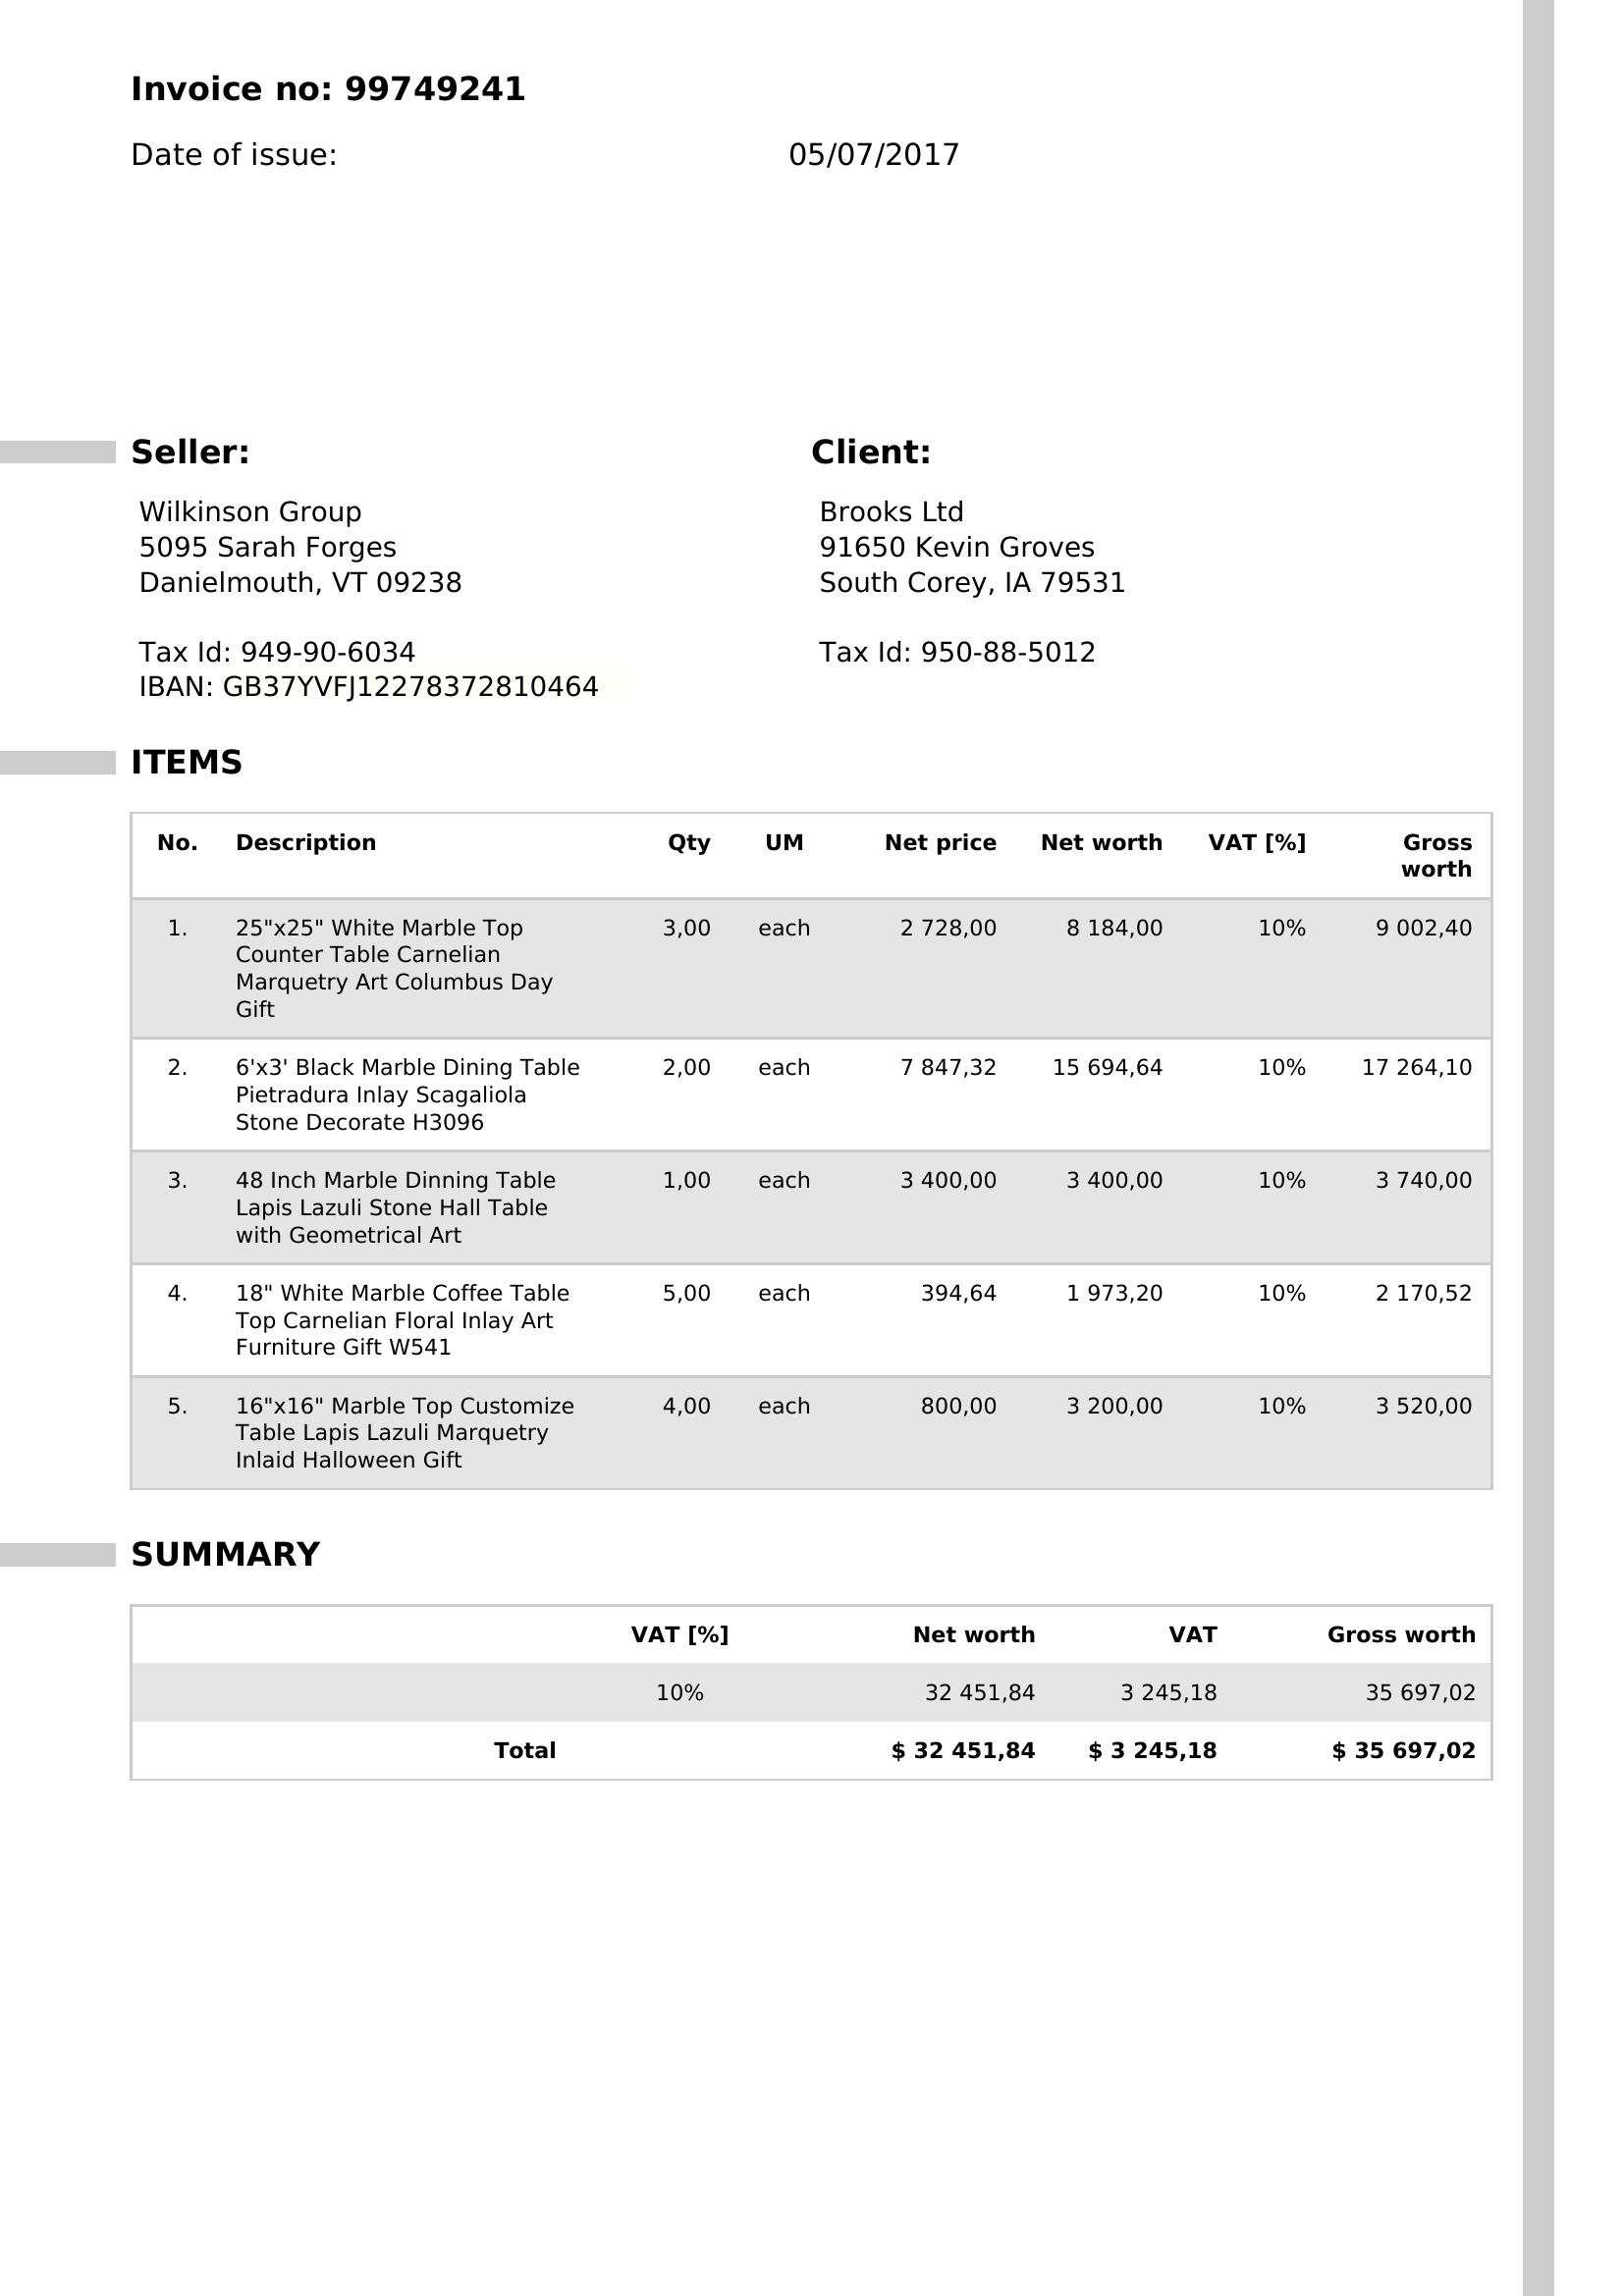 Invoice no: 99749241
Date of issue: 05/07/2017
Seller: Client:
Wilkinson Group Brooks Ltd
5095 Sarah Forges 91650 Kevin Groves
Danielmouth, VT 09238 South Corey, IA 79531
Tax Id: 949-90-6034 Tax Id: 950-88-5012
IBAN: GB37YVFJ12278372810464
ITEMS
No. Description Qty UM Net price Net worth VAT [%] Gross
worth
1. 25"x25" White Marble Top 3,00 each 2 728,00 8 184,00 10% 9 002,40
Counter Table Carnelian
Marquetry Art Columbus Day
Gift
2. 6'x3' Black Marble Dining Table 2,00 each 7 847,32 15 694,64 10% 17 264,10
Pietradura Inlay Scagaliola
Stone Decorate H3096
3. 48 Inch Marble Dinning Table 1,00 each 3 400,00 3 400,00 10% 3 740,00
Lapis Lazuli Stone Hall Table
with Geometrical Art
4. 18" White Marble Coffee Table 5,00 each 394,64 1 973,20 10% 2 170,52
Top Carnelian Floral Inlay Art
Furniture Gift W541
5. 16"x16" Marble Top Customize 4,00 each 800,00 3 200,00 10% 3 520,00
Table Lapis Lazuli Marquetry
Inlaid Halloween Gift
SUMMARY
VAT [%] Net worth VAT Gross worth
10% 32 451,84 3 245,18 35 697,02
Total $ 32 451,84 $ 3 245,18 $ 35 697,02